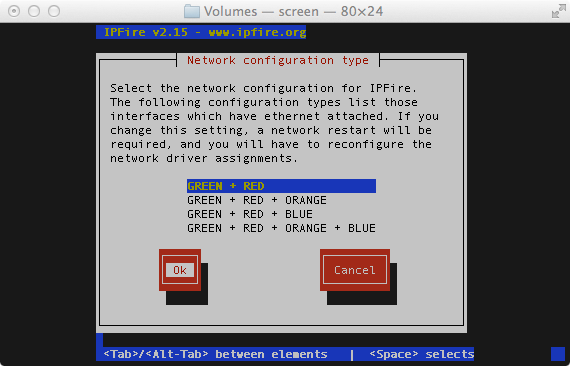 Volumes — screen — 80×24
IPFire v2.15 - www.ipfire.org
Network configuration type
Select the network configuration for IPFire.
The following configuration types list those
interfaces which have ethernet attached. If you
change this setting, a network restart will be
required, and you will have to reconfigure the
network driver assignments.
GREEN + RED
GREEN + RED + ORANGE
GREEN + RED + BLUE
GREEN + RED + ORANGE + BLUE
Ok Cancel
<Tab>/<Alt-Tab> between elements | <Space> selects